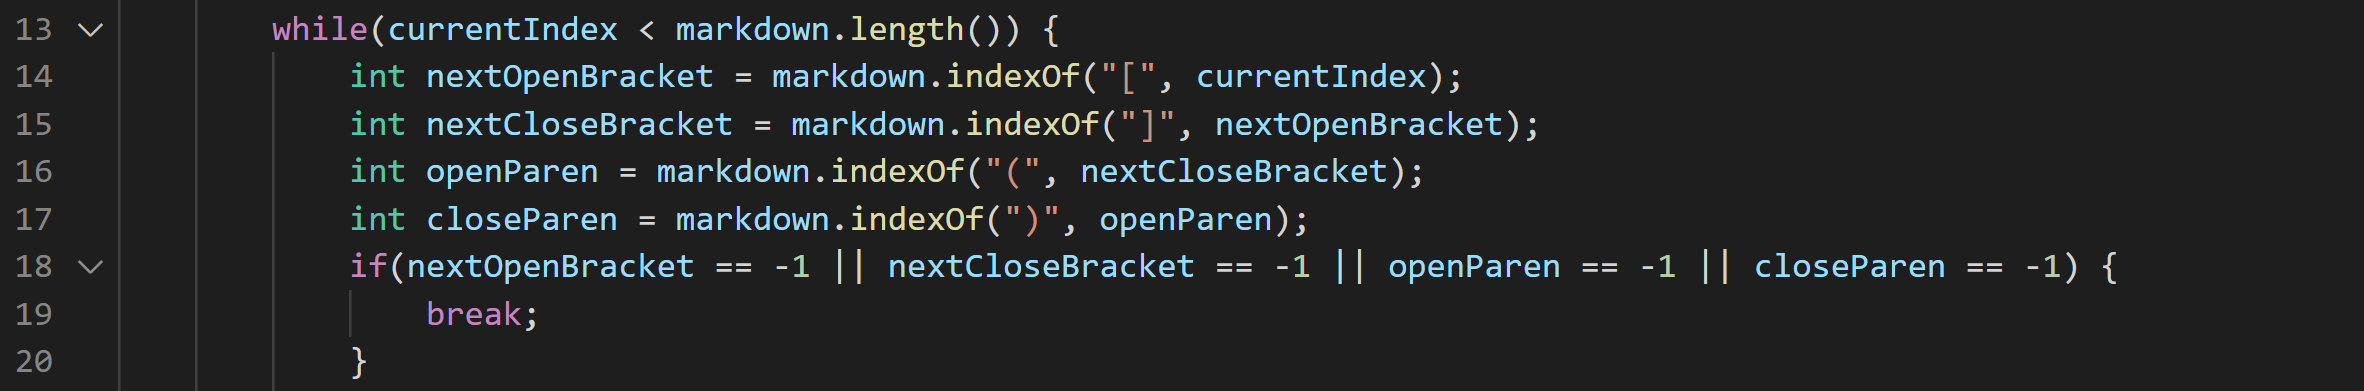 13 while(currentIndex < markdown.length()) {
14 int nextOpenBracket = markdown.indexOf("[", currentIndex);
15 int nextCloseBracket = markdown.indexOf("]", nextOpenBracket);
16 int openParen = markdown.indexOf("(", nextCloseBracket);
17 int closeParen = markdown.indexOf(")", openParen);
18 if(nextOpenBracket == -1 || nextCloseBracket == -1 || openParen == -1 || closeParen == -1) {
19 break;
20 }